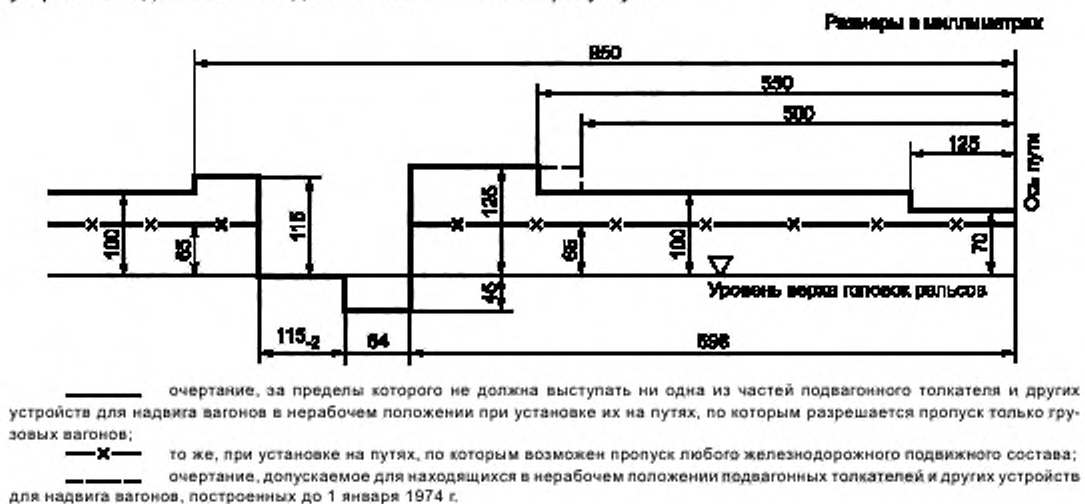 Размеры в миллиметрах
850
550
500
125
Ось пути
100
65
115
125
45
65
100
70
Уровень верха головок рельсов
115-2
64
очертание, за пределы которого не должна выступать ни одна из частей подвагонного толкателя и других
устройств для надвига вагонов в нерабочем положении при установке их на путях, по которым разрешается пропуск только гру-
зовых вагонов;
то же, при установке на путях, по которым возможен пропуск любого железнодорожного подвижного состава;
очертание, допускаемое для находящихся в нерабочем положении подвагонных толкателей и других устройств
для надвига вагонов, построенных до 1 января 1974 г.